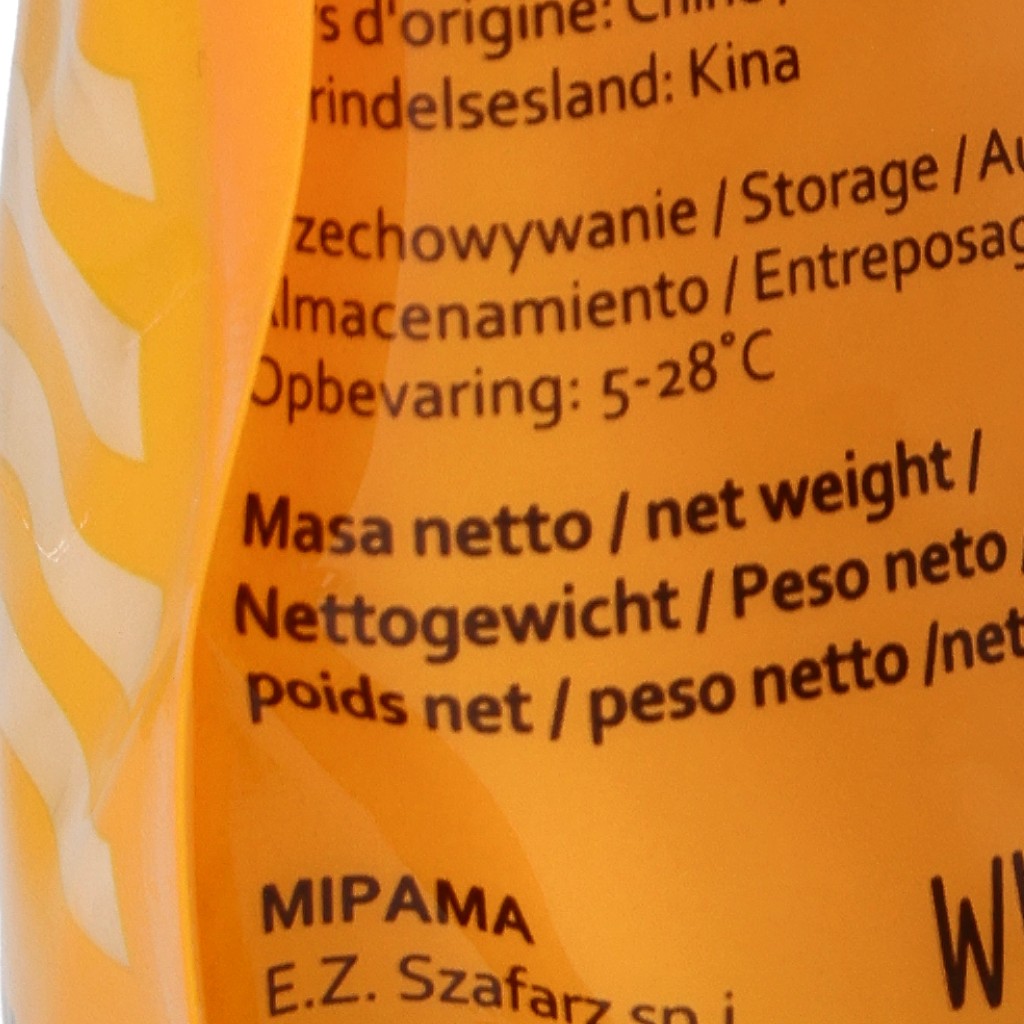 d'origine:
rindelsesland: Kina
zechowywanie / Storage /
lmacenamiento /
Opbevaring: 5-28°C
Masa netto / net weight /
Nettogewicht / Peso neto /
poids net / peso netto /net
MIPAMA
E.Z. Szafarz sp.j.